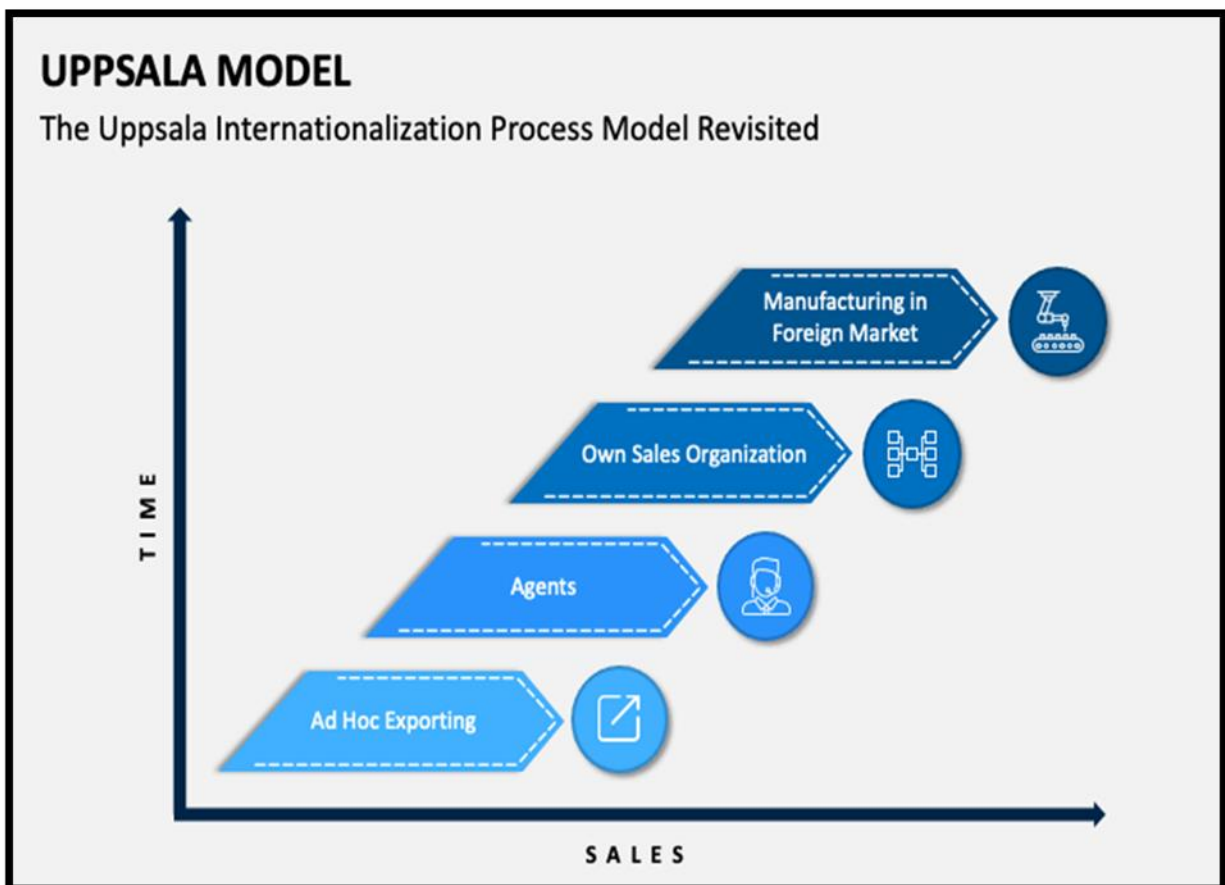 UPPSALA MODEL
The Uppsala Internationalization Process Model Revisited
Manufacturing in
Foreign Market
Own Sales Organization
Agents
Ad Hoc Exporting
TIME
SALES